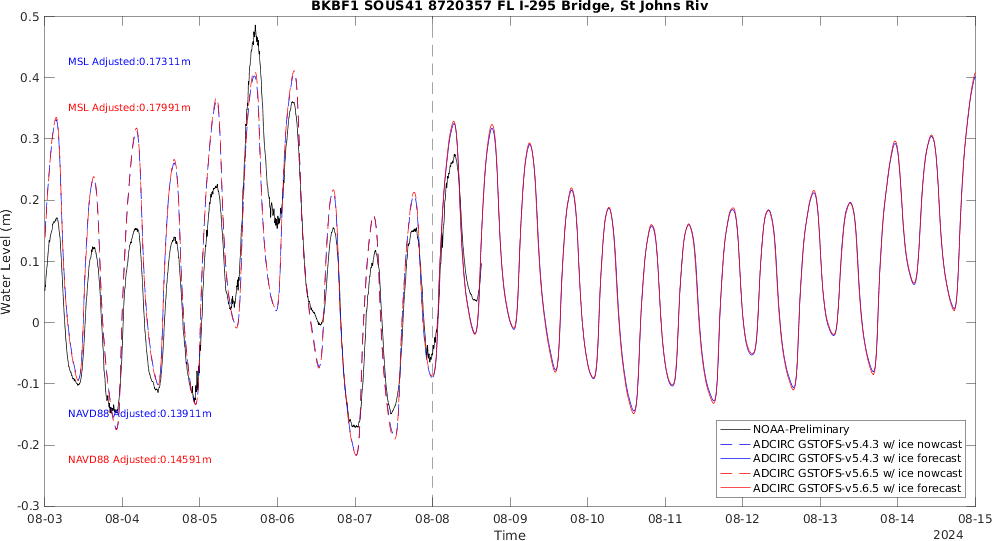 BKBF1 SOUS41 8720357 FL I-295 Bridge, St Johns Riv
0.5
0.4
0.3
0.2
0.1
0
-0.1
-0.2
-0.3
Water Level (m)
MSL Adjusted:0.17311m
MSL Adjusted:0.17991m
NAVD88 Adjusted:0.13911m
NAVD88 Adjusted:0.14591m
NOAA-Preliminary
ADCIRC GSTOFS-v5.4.3 w/ ice nowcast
ADCIRC GSTOFS-v5.4.3 w/ ice forecast
ADCIRC GSTOFS-v5.6.5 w/ ice nowcast
ADCIRC GSTOFS-v5.6.5 w/ ice forecast
08-03 08-04 08-05 08-06 08-07 08-08 08-09 08-10 08-11 08-12 08-13 08-14 08-15
Time
2024